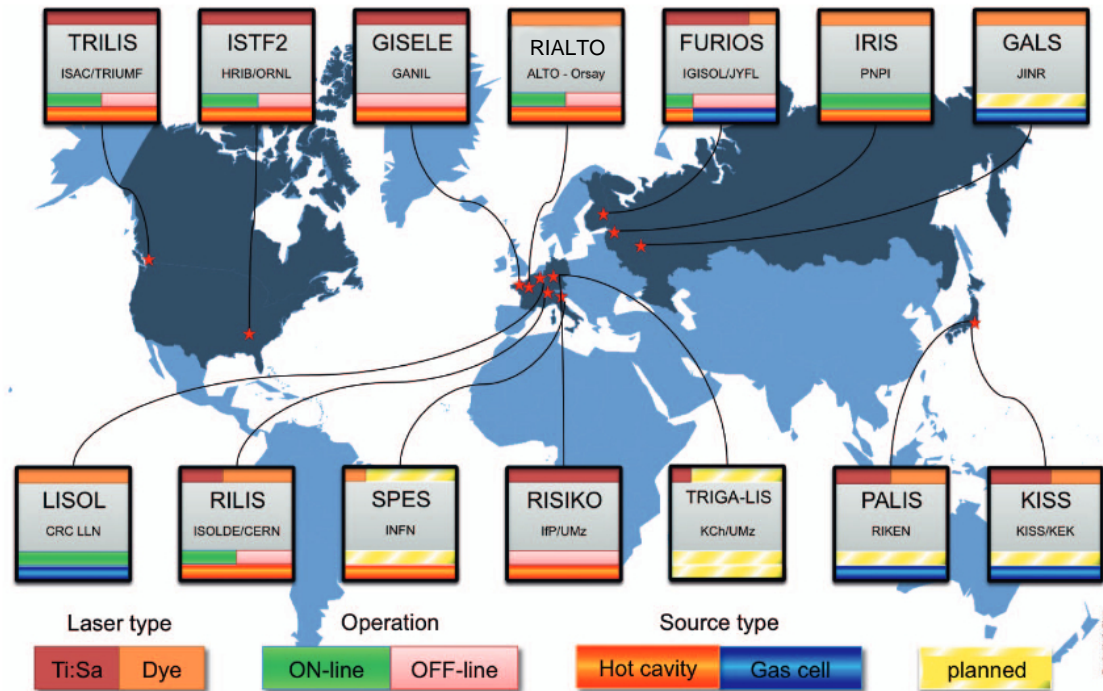 TRILIS
ISAC/TRIUMF
ISTF2
HRIB/ORNL
GISELE
GANIL
RIALTO
ALTO - Orsay
FURIOS
IGISOL/JYFL
IRIS
PNPI
GALS
JINR
LISOL
CRC LLN
RILIS
ISOLDE/CERN
SPES
INFN
RISIKO
IfP/UMz
TRIGA-LIS
KCh/UMz
PALIS
RIKEN
KISS
KISS/KEK
Laser type
Operation
Source type
Ti:Sa
Dye
ON-line
OFF-line
Hot cavity
Gas cell
planned